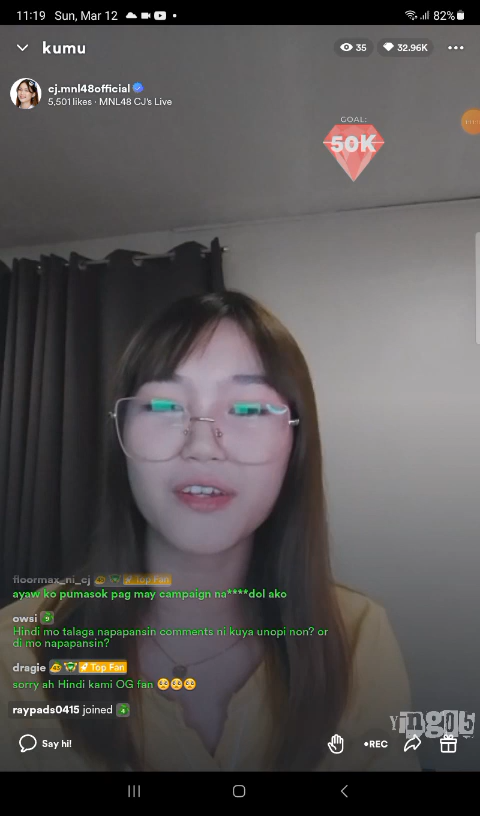 11:19 Sun, Mar 12 82%
kumu
35
32.96K
cj.mnl48official
5,501 likes · MNL48 CJ's Live
GOAL:
50K
floormax_ni_cj Top Fan
ayaw ko pumasok pag may campaign na****dol ako
owsi 9
Hindi mo talaga napapansin comments ni kuya unopi non? or
di mo napapansin?
dragie Top Fan
sorry ah Hindi kami OG fan 🥺🥺🥺
raypads0415 joined 4
Say hi!
•REC
Yingo5